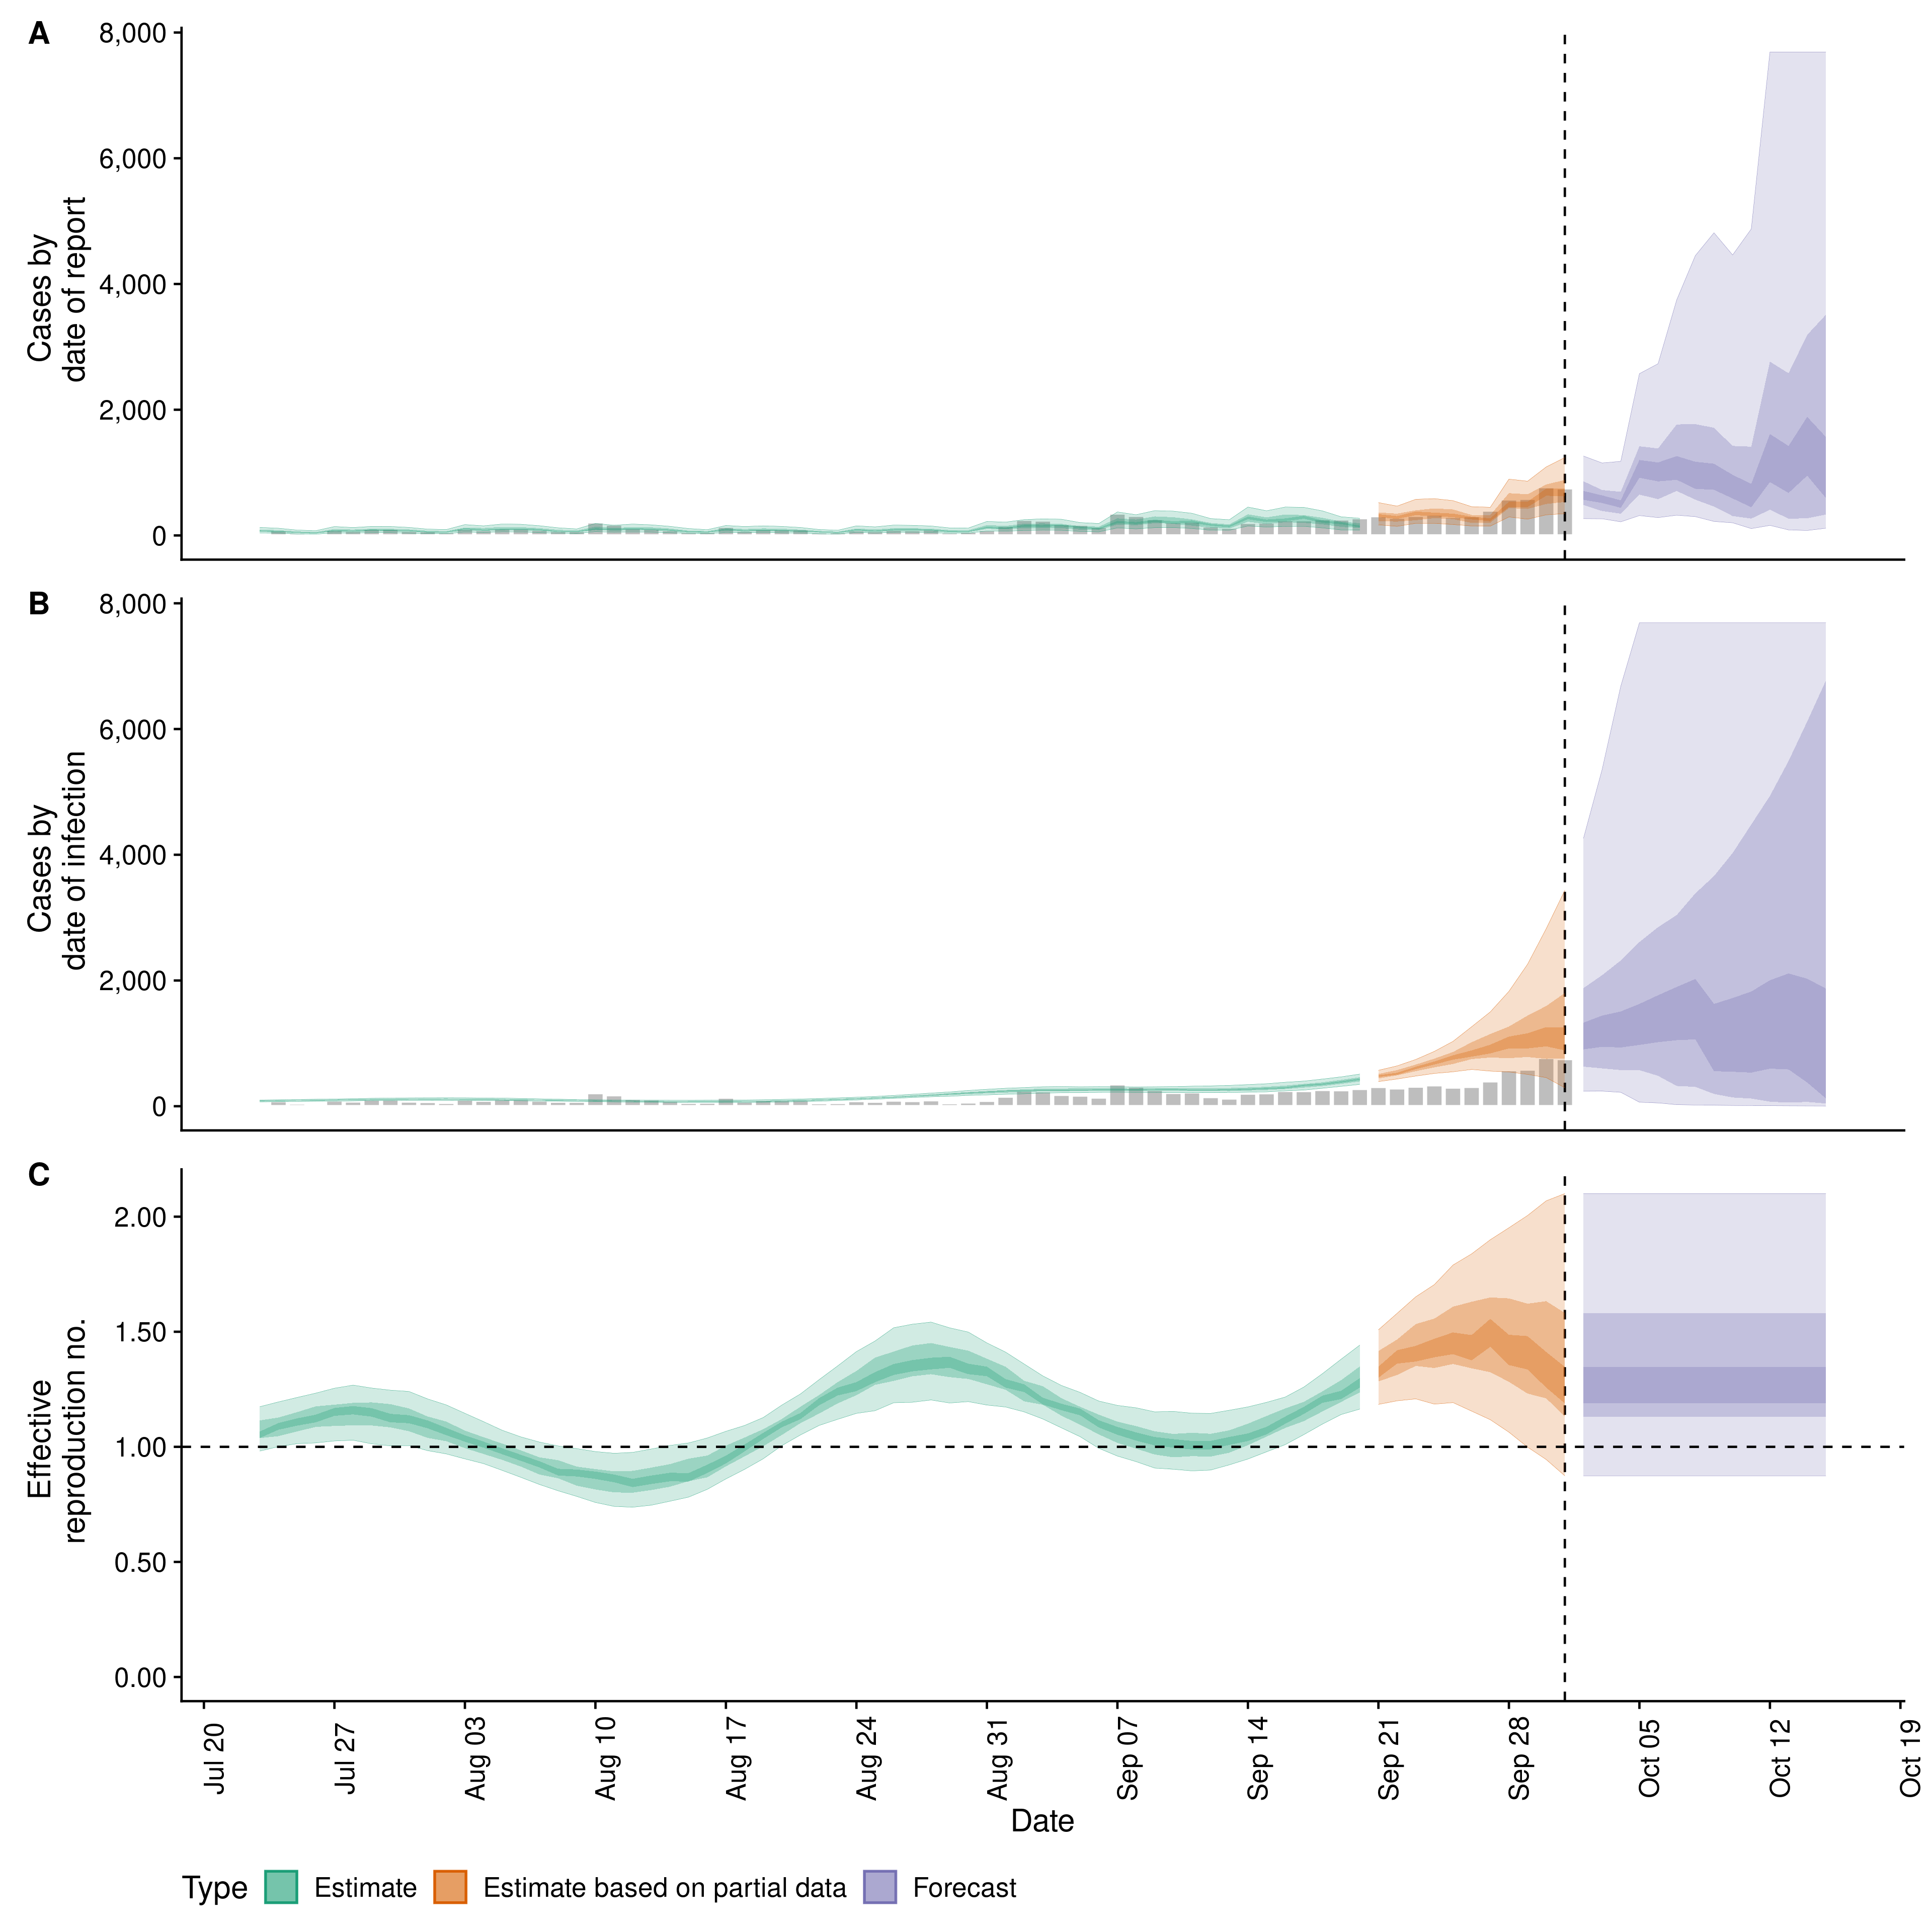 A
8,000
6,000
4,000
2,000
0
Cases by
date of report
B
8,000
6,000
4,000
2,000
0
Cases by
date of infection
C
2.00
1.50
1.00
0.50
0.00
Effective
reproduction no.
Jul 20
Jul 27
Aug 03
Aug 10
Aug 17
Aug 24
Aug 31
Sep 07
Sep 14
Sep 21
Sep 28
Oct 05
Oct 12
Oct 19
Date
Type Estimate Estimate based on partial data Forecast